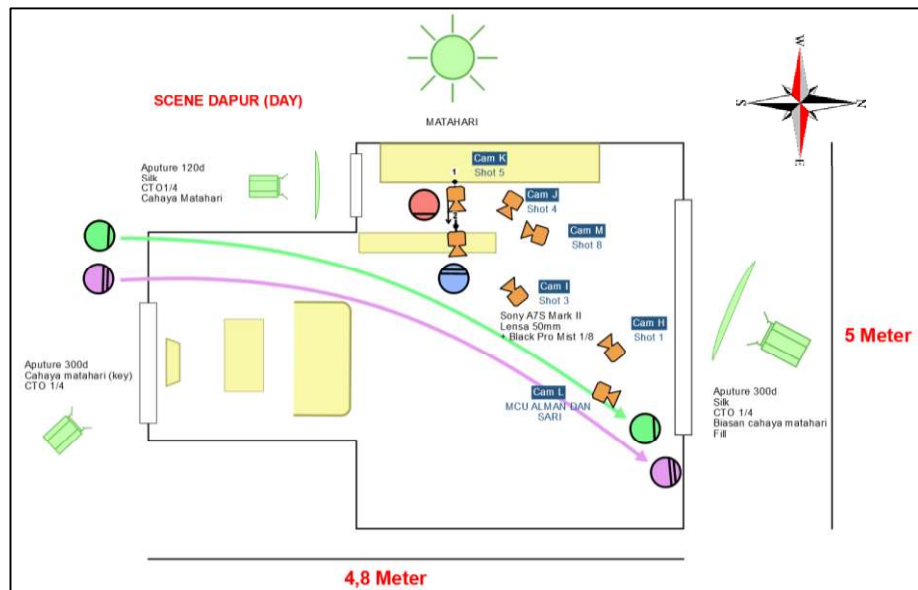 SCENE DAPUR (DAY)
MATAHARI
W
S
N
E
Aputure 120d
Silk
CTO1/4
Cahaya Matahari
Cam K
Shot 5
1
2
Cam J
Shot 4
Cam M
Shot 8
Cam I
Shot 3
Sony A7S Mark II
Lensa 50mm
+ Black Pro Mist 1/8
Cam H
Shot 1
Cam L
MCU ALMAN DAN
SARI
Aputure 300d
Cahaya matahari (key)
CTO 1/4
Aputure 300d
Silk
CTO 1/4
Biasan cahaya matahari
Fill
5 Meter
4,8 Meter